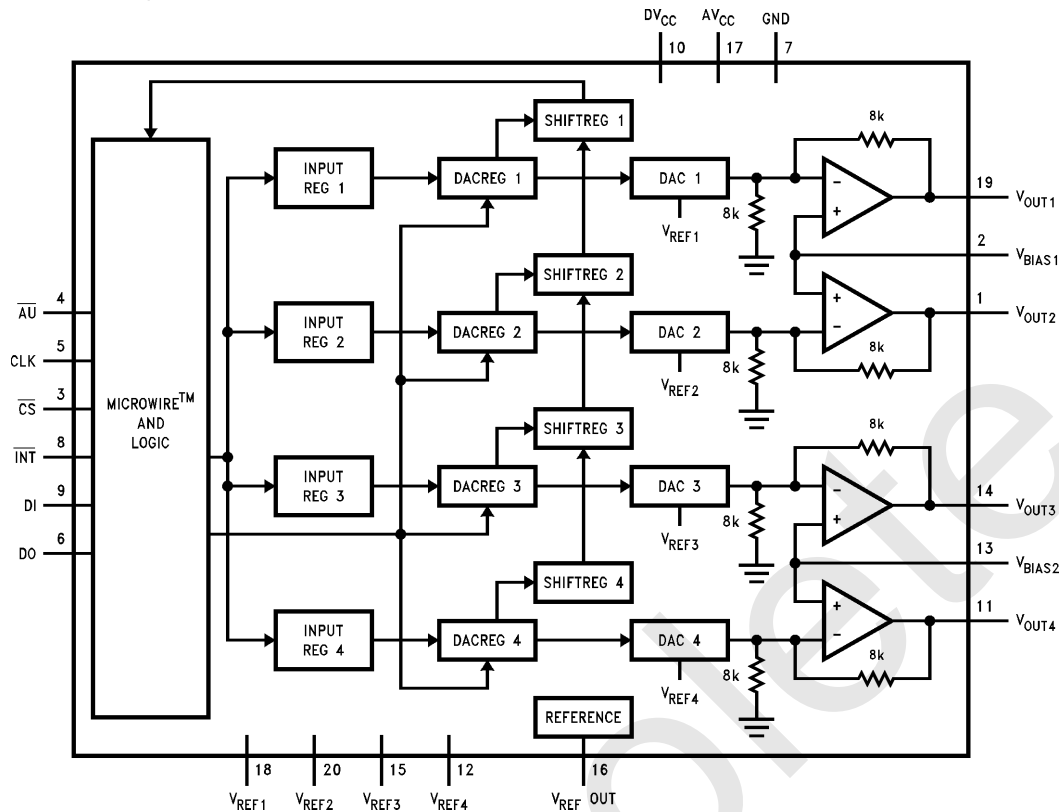 DVCC AVCC GND
10 17 7
SHIFTREG 1
8k
INPUT
REG 1
DACREG 1
DAC 1
−
+
19
VOUT1
8k
VREF1
2
VBIAS1
SHIFTREG 2
4
A̅U̅
INPUT
REG 2
DACREG 2
DAC 2
+
−
1
VOUT2
8k
8k
VREF2
5
CLK
3
C̅S̅
MICROWIRE™
AND
LOGIC
SHIFTREG 3
8k
8
I̅N̅T̅
INPUT
REG 3
DACREG 3
DAC 3
−
+
14
VOUT3
9
DI
8k
VREF3
6
DO
13
VBIAS2
SHIFTREG 4
INPUT
REG 4
DACREG 4
DAC 4
+
−
11
VOUT4
8k
8k
VREF4
REFERENCE
18 20 15 12 16
VREF1 VREF2 VREF3 VREF4 VREF OUT
olete